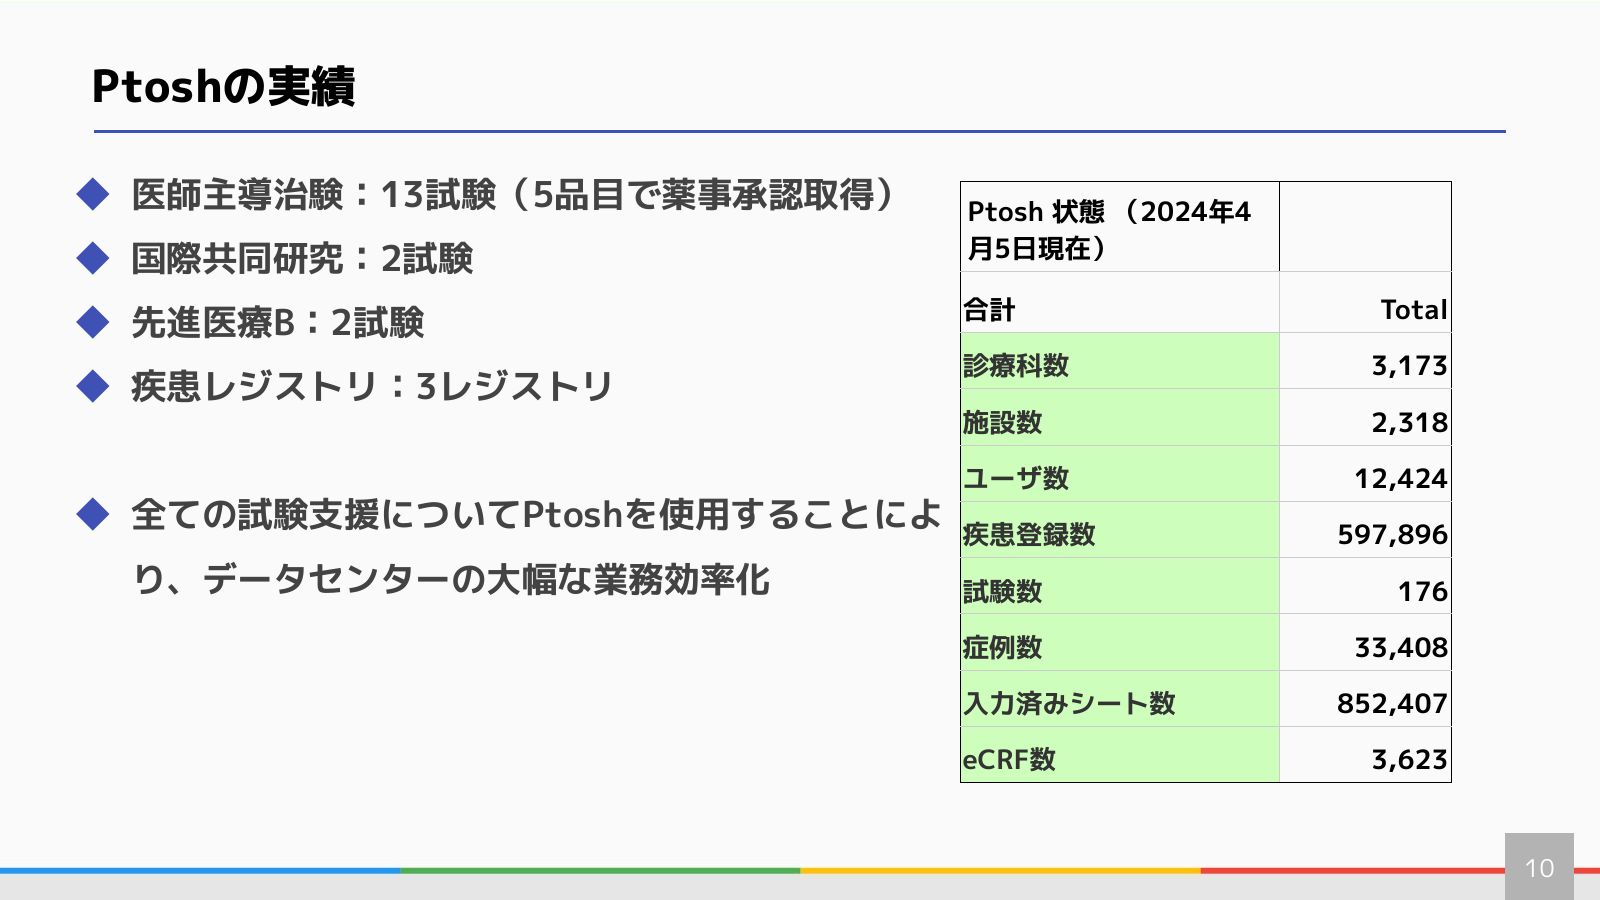 Ptoshの実績
医師主導治験：13試験（5品目で薬事承認取得）
国際共同研究：2試験
先進医療B：2試験
疾患レジストリ：3レジストリ
全ての試験支援についてPtoshを使用することによ
り、データセンターの大幅な業務効率化
Ptosh 状態 （2024年4
月5日現在）
合計 Total
診療科数 3,173
施設数 2,318
ユーザ数 12,424
疾患登録数 597,896
試験数 176
症例数 33,408
入力済みシート数 852,407
eCRF数 3,623
10